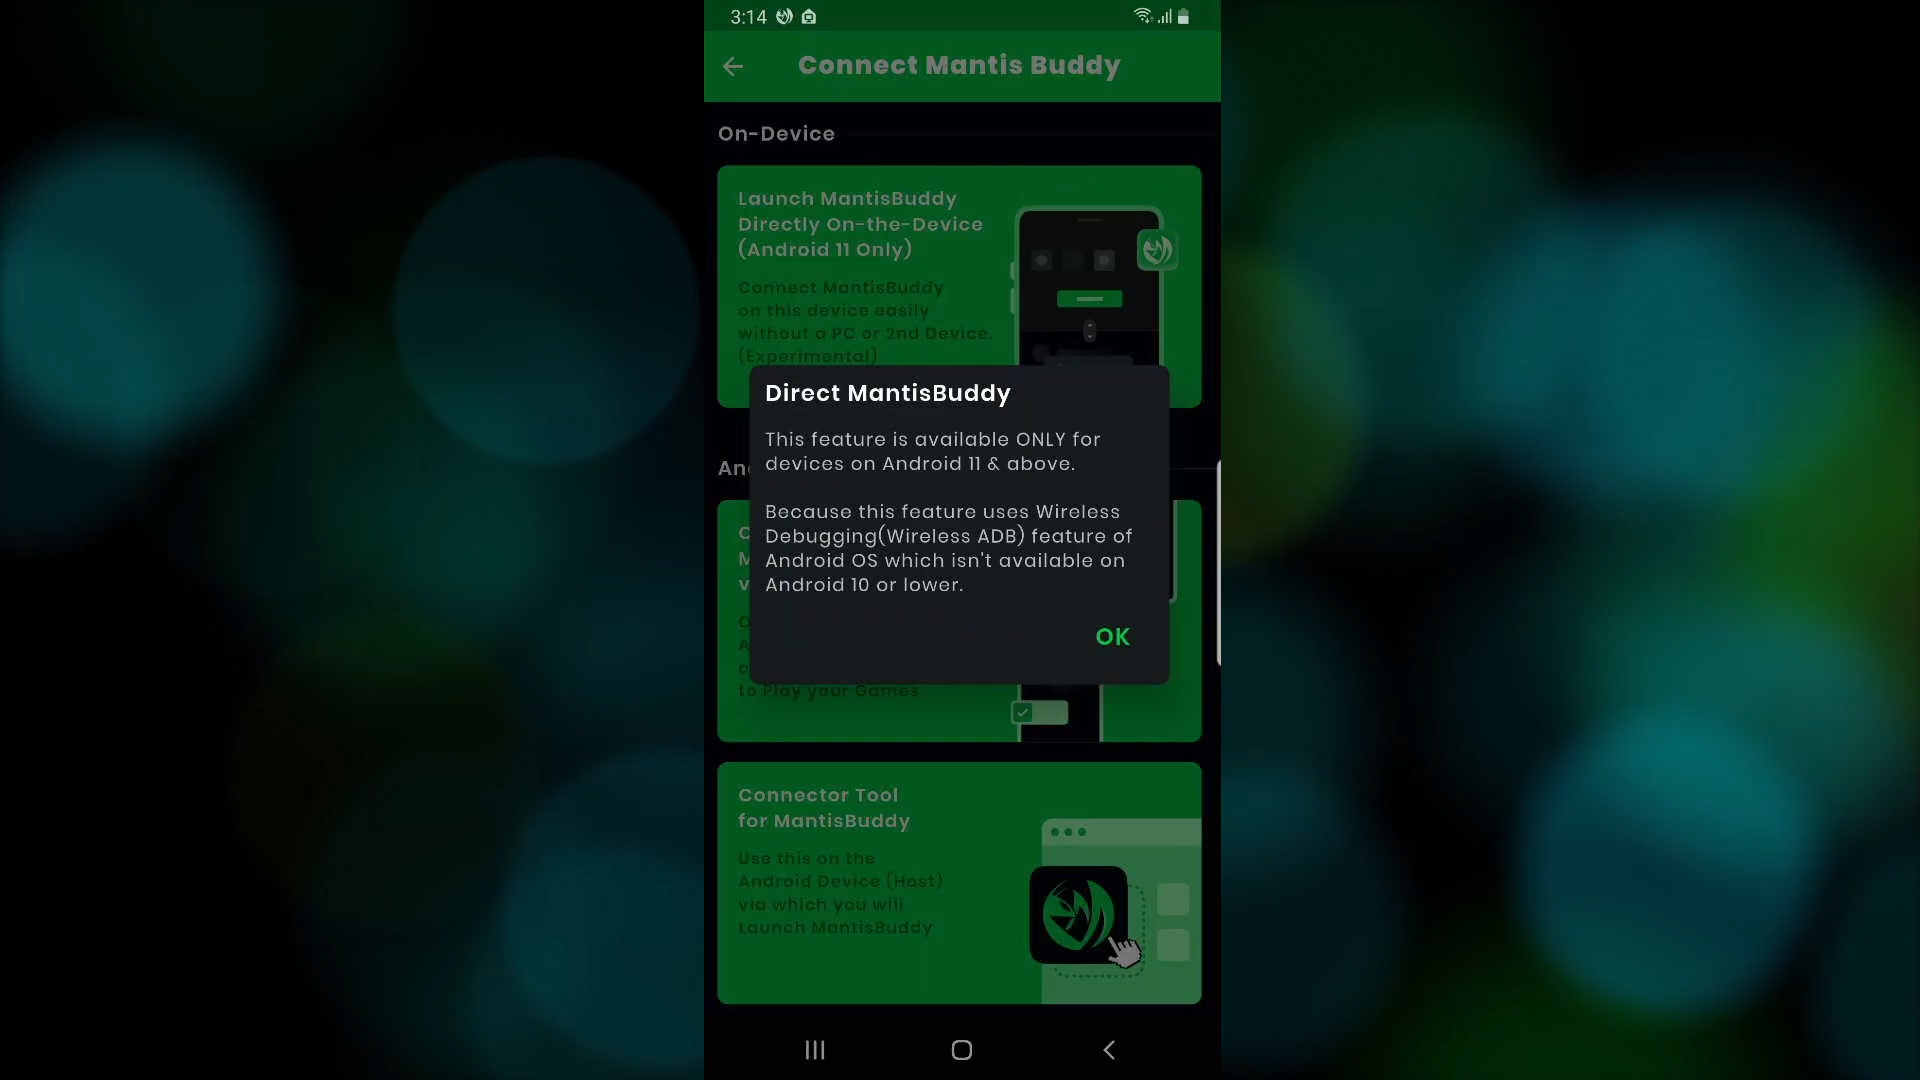 3:14
Connect Mantis Buddy
On-Device
Launch MantisBuddy
Directly On-the-Device
(Android 11 Only)
Connect MantisBuddy
on this device easily
without a PC or 2nd Device.
(Experimental)
Direct MantisBuddy
This feature is available ONLY for
devices on Android 11 & above.
Because this feature uses Wireless
Debugging(Wireless ADB) feature of
Android OS which isn't available on
Android 10 or lower.
OK
to Play your Games
Connector Tool
for MantisBuddy
Use this on the
Android Device (Host)
via which you will
Launch MantisBuddy